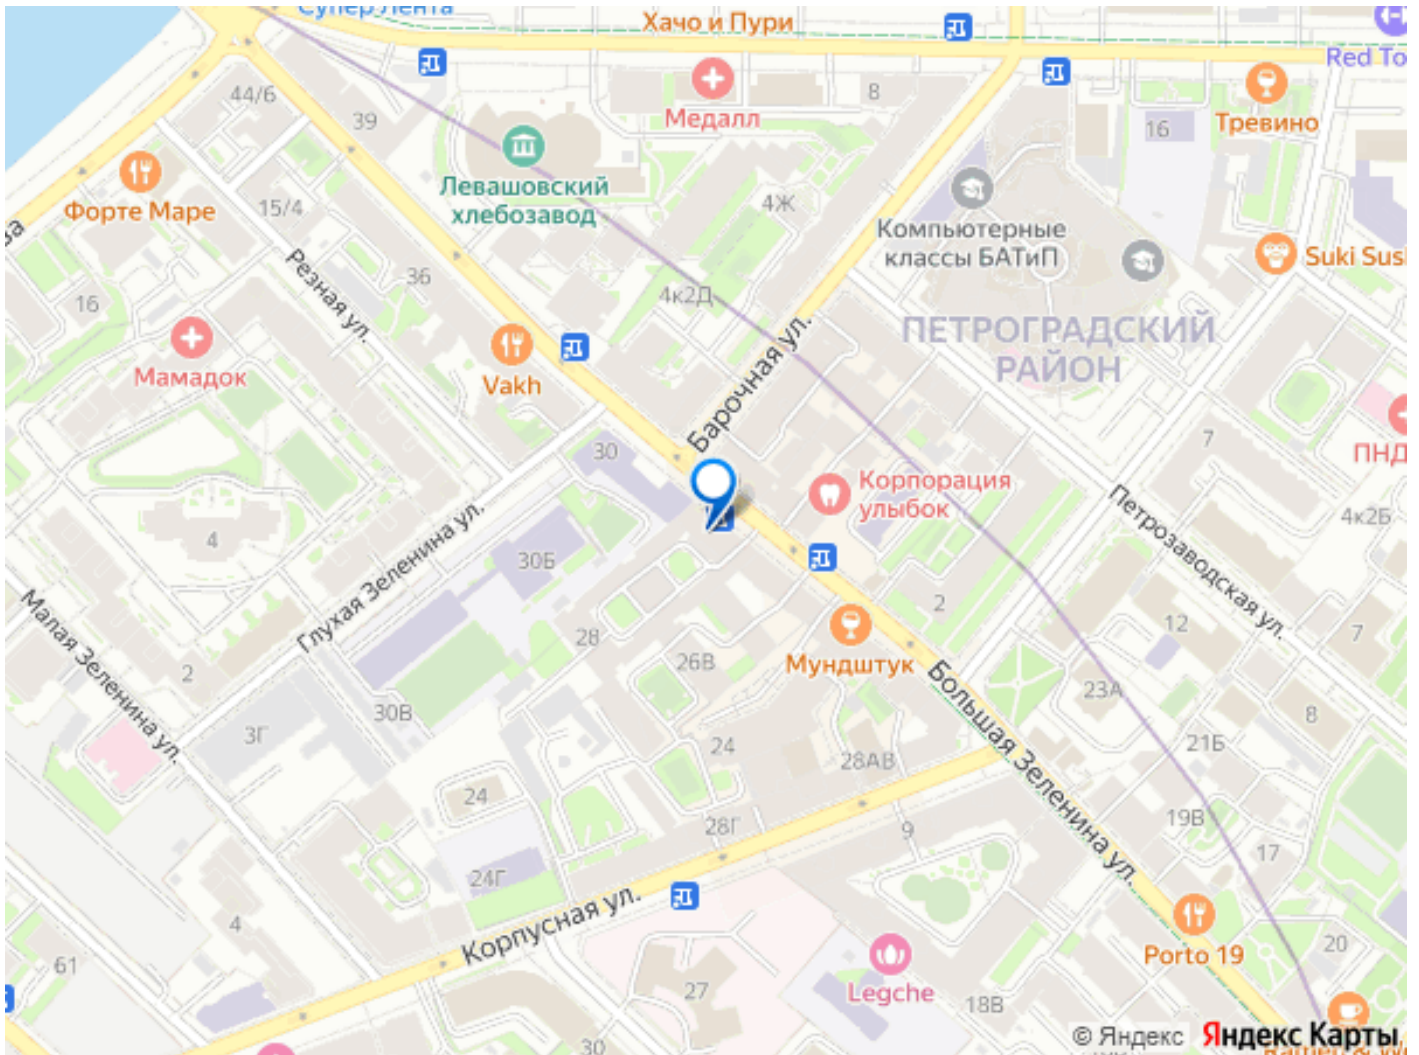 Супер Лента
Хачо и Пури
Red To
44/6
39
Медалл
8
16
Тревино
Левашовский
хлебозавод
Форте Маре
15/4
4Ж
Компьютерные
классы БАТиП
Suki Sus
Резная ул.
36
4к2Д
16
ПЕТРОГРАДСКИЙ
РАЙОН
Мамадок
Vakh
Барочная ул.
7
ПНД
30
Корпорация
улыбок
Петрозаводская ул.
4к2Б
4
30Б
Глухая Зеленина ул.
Малая Зеленина ул.
2
12
7
28
26В
Мундштук
2
30В
3Г
24
28АВ
Большая Зеленина ул.
23А
8
21Б
24
28Г
9
19В
17
24Г
Корпусная ул.
4
61
Porto 19
20
27
Legche
18В
30
© Яндекс Яндекс Карты